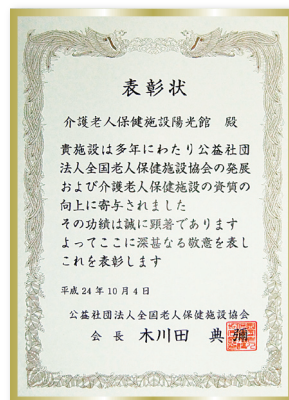 表彰状
介護老人保健施設陽光館 殿
貴施設は多年にわたり公益社団
法人全国老人保健施設協会の発展
および介護老人保健施設の資質の
向上に寄与されました
その功績は誠に顕著であります
よってここに深甚なる敬意を表し
これを表彰します
平成24年10月4日
公益社団法人全国老人保健施設協会
会長 木川田 典彌